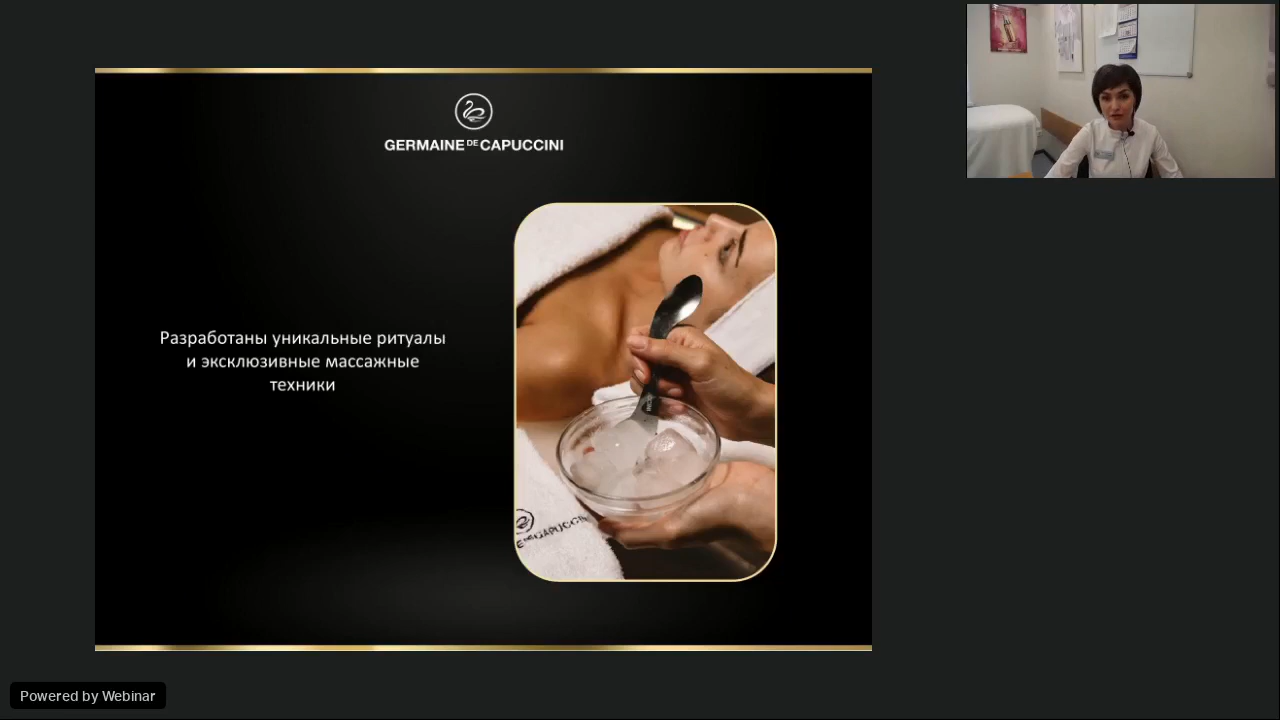 GERMAINE DE CAPUCCINI
Разработаны уникальные ритуалы
и эксклюзивные массажные
техники
Powered by Webinar